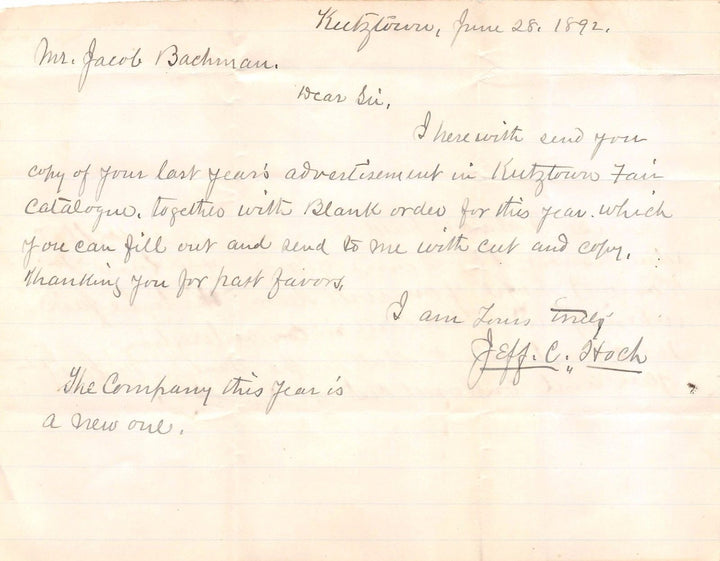 Kutztown, June 28. 1892.
Mr. Jacob Bachman.
Dear Sir,
I herewith send you
copy of your last year's advertisement in Kutztown Fair
Catalogue. together with Blank order for this year. which
you can fill out and send to me with cut and copy.
Thanking you for past favors,
I am Yours truly
Jeff. C. Hoch
The Company this year is
a new one.